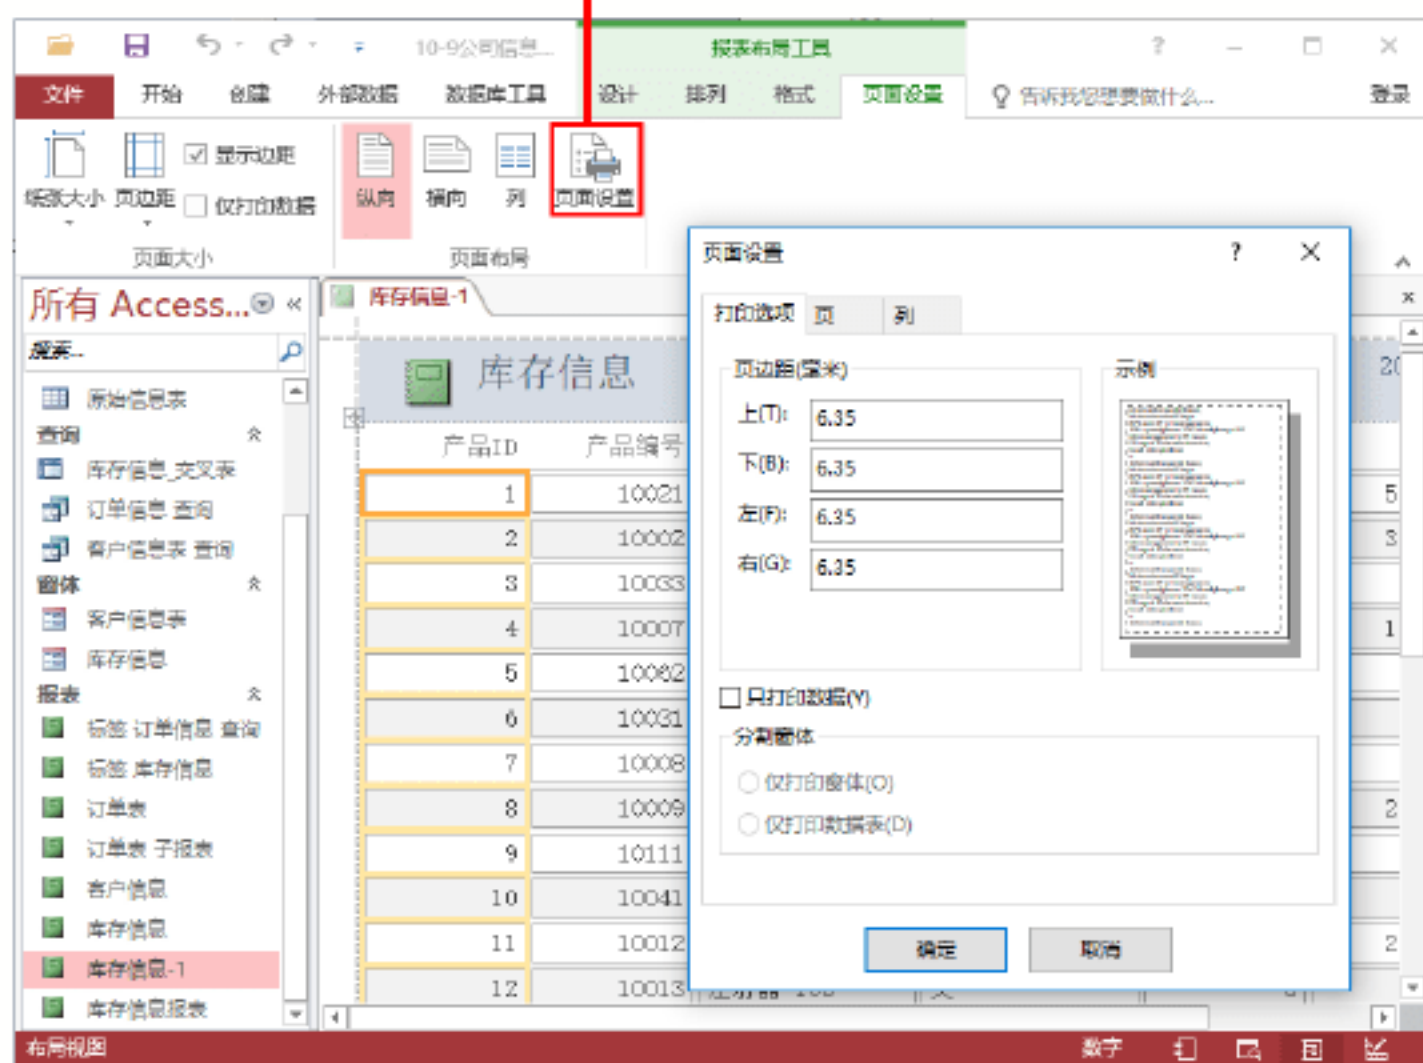 10-9公司信息...
报表布局工具
?
文件 开始 创建 外部数据 数据库工具 设计 排列 格式 页面设置 告诉我您想要做什么... 登录
显示边距
纸张大小 页边距 仅打印数据 纵向 横向 列 页面设置
页面大小 页面布局
所有 Access...
搜索...
原始信息表
查询
库存信息_交叉表
订单信息 查询
客户信息表 查询
窗体
客户信息表
库存信息
报表
标签 订单信息 查询
标签 库存信息
订单表
订单表 子报表
客户信息
库存信息
库存信息-1
库存信息报表
库存信息-1
库存信息 20
产品ID 产品编号
1 10021 5
2 10002 3
3 10033
4 10007 1
5 10062
6 10031
7 10008
8 10009 2
9 10111
10 10041
11 10012 2
12 10013
页面设置 ?
打印选项 页 列
页边距(毫米) 示例
上(T): 6.35
下(B): 6.35
左(F): 6.35
右(G): 6.35
只打印数据(Y)
分割窗体
仅打印窗体(O)
仅打印数据表(D)
确定 取消
布局视图 数字